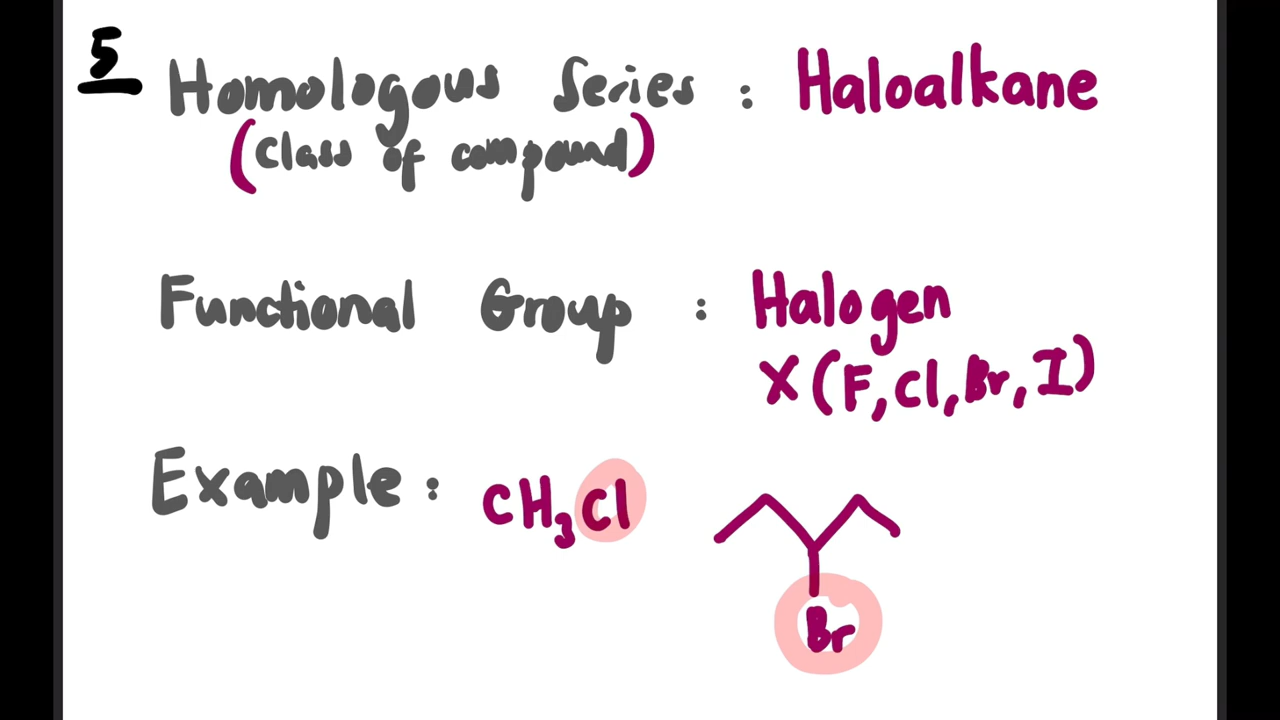 5 Homologous Series : Haloalkane
(Class of compound)
Functional Group : Halogen
X (F, Cl, Br, I)
Example : CH₃Cl
Br